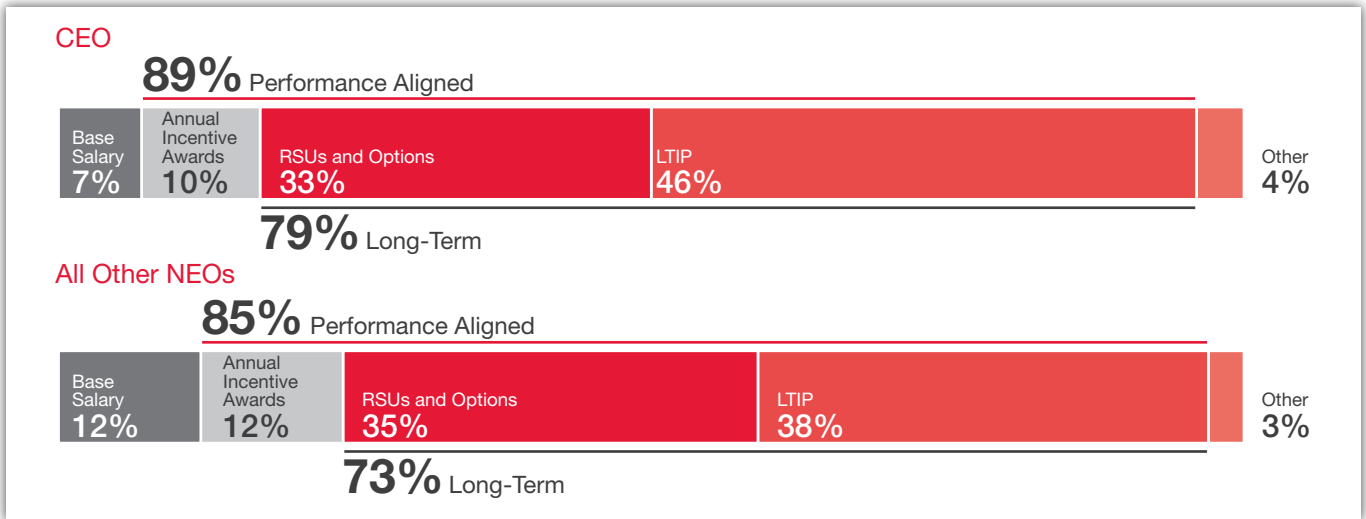 CEO
89% Performance Aligned
Base
Salary
7%
Annual
Incentive
Awards
10%
RSUs and Options
33%
LTIP
46%
Other
4%
79% Long-Term
All Other NEOs
85% Performance Aligned
Base
Salary
12%
Annual
Incentive
Awards
12%
RSUs and Options
35%
LTIP
38%
Other
3%
73% Long-Term